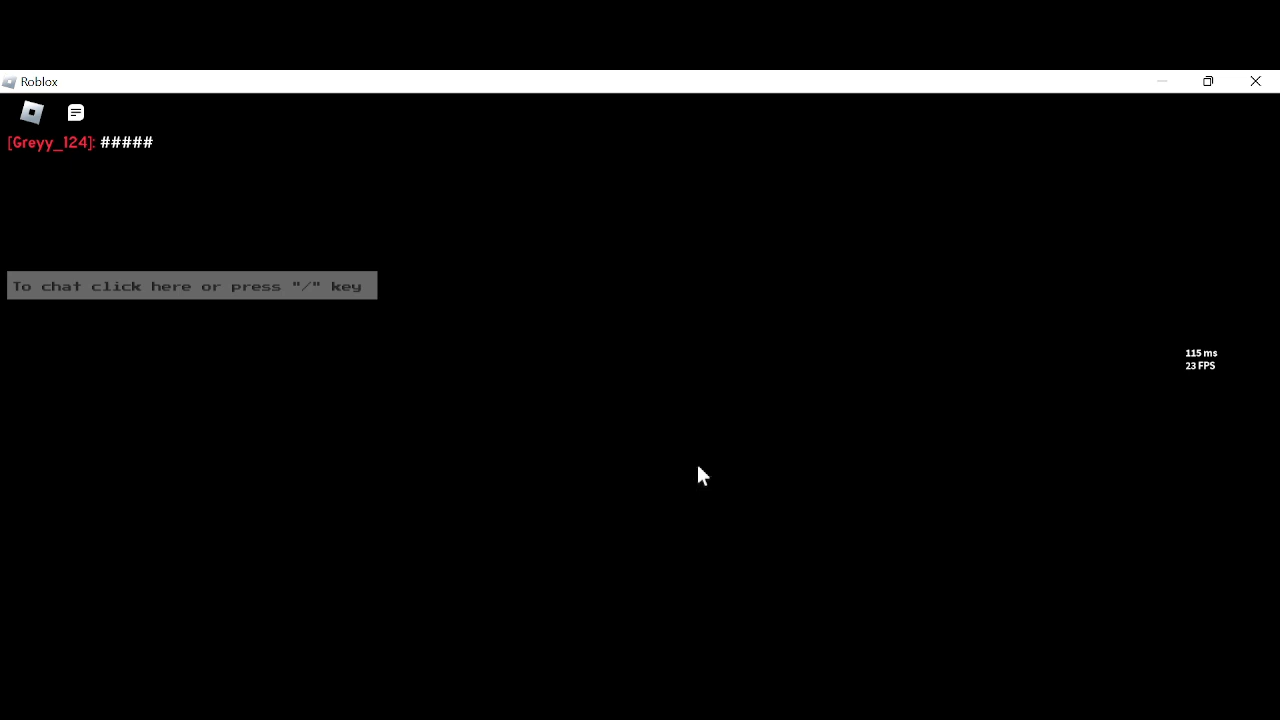 Roblox
[Greyy_124]: #####
To chat click here or press "/" key
115 ms
23 FPS